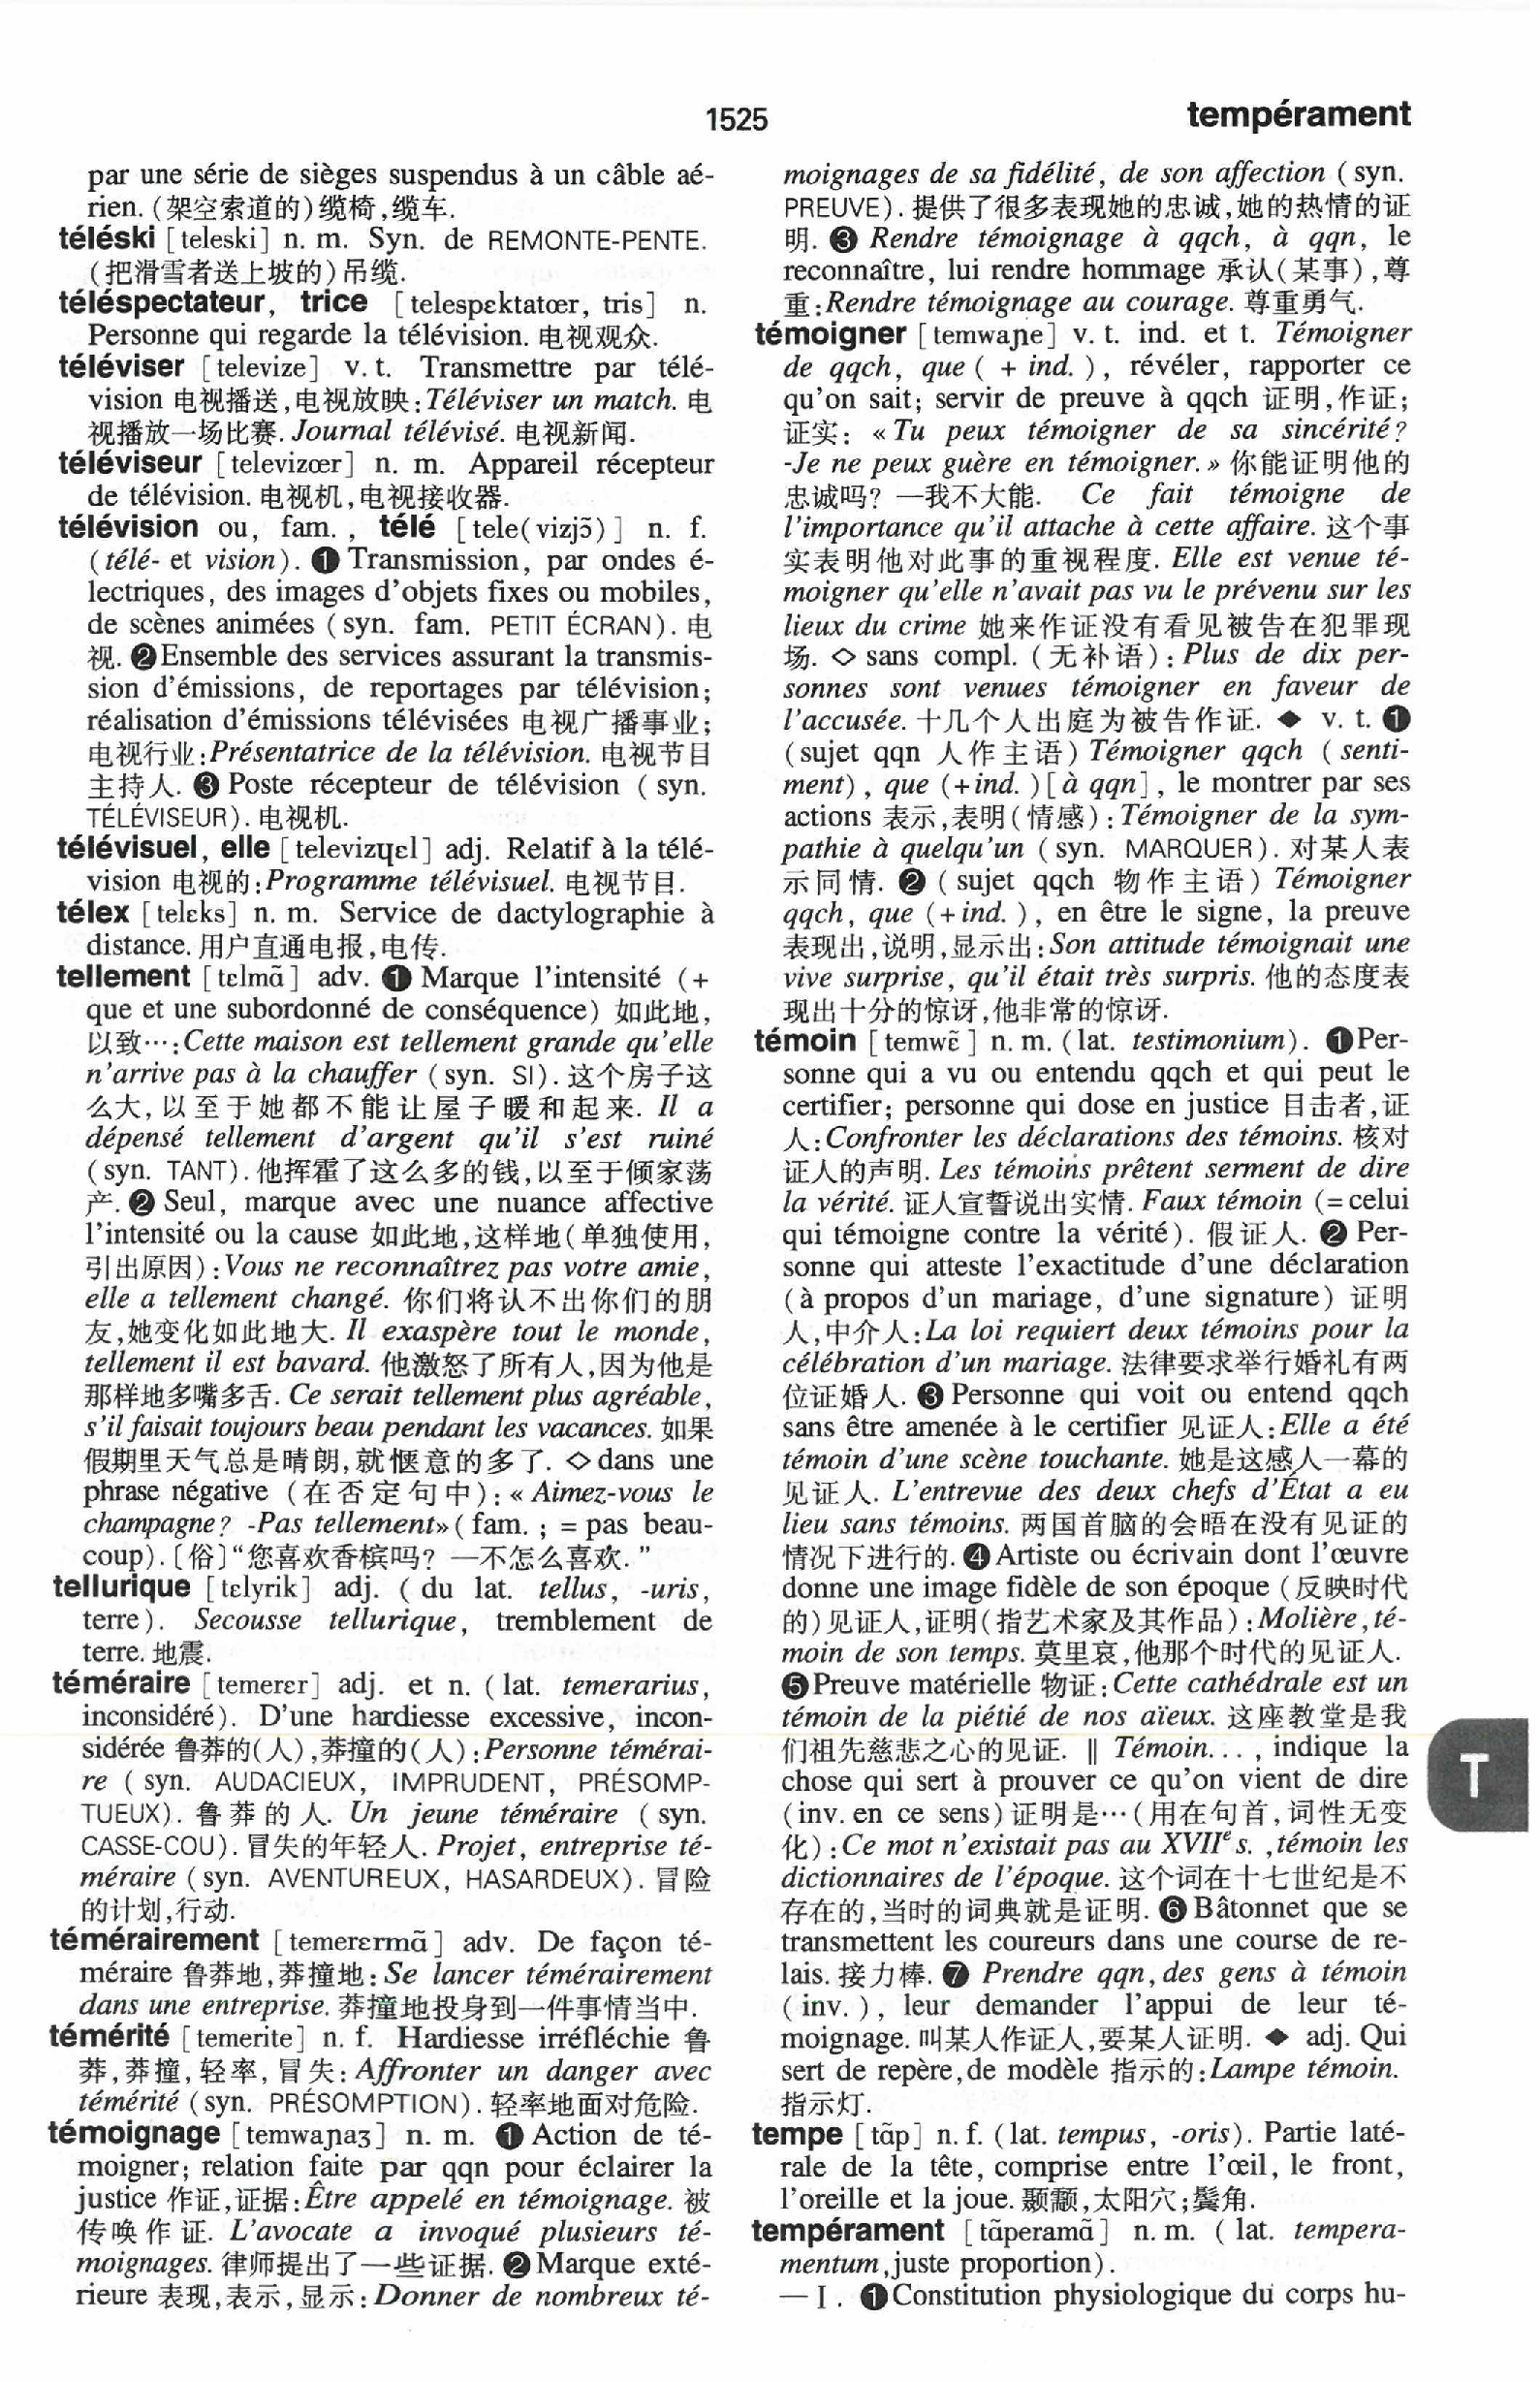 1525
tempérament
par une série de sièges suspendus à un câble aé-
rien. (架空索道的)缆椅,缆车.
téléski [teleski] n. m. Syn. de REMONTE-PENTE.
(把滑雪者送上坡的)吊缆.
téléspectateur, trice [telespɛktatœr, tris] n.
Personne qui regarde la télévision. 电视观众.
téléviser [televize] v. t. Transmettre par télé-
vision 电视播送,电视放映:Téléviser un match. 电
视播放一场比赛. Journal télévisé. 电视新闻.
téléviseur [televizœr] n. m. Appareil récepteur
de télévision. 电视机,电视接收器.
télévision ou, fam., télé [tele(vizjɔ̃)] n. f.
(télé- et vision). ❶ Transmission, par ondes é-
lectriques, des images d'objets fixes ou mobiles,
de scènes animées (syn. fam. PETIT ÉCRAN). 电
视. ❷ Ensemble des services assurant la transmis-
sion d'émissions, de reportages par télévision;
réalisation d'émissions télévisées 电视广播事业;
电视行业:Présentatrice de la télévision. 电视节目
主持人. ❸ Poste récepteur de télévision (syn.
TÉLÉVISEUR). 电视机.
télévisuel, elle [televizɥɛl] adj. Relatif à la télé-
vision 电视的:Programme télévisuel. 电视节目.
télex [telɛks] n. m. Service de dactylographie à
distance. 用户直通电报,电传.
tellement [tɛlmɑ̃] adv. ❶ Marque l'intensité (+
que et une subordonné de conséquence) 如此地,
以致…:Cette maison est tellement grande qu'elle
n'arrive pas à la chauffer (syn. SI). 这个房子这
么大,以至于她都不能让屋子暖和起来. Il a
dépensé tellement d'argent qu'il s'est ruiné
(syn. TANT). 他挥霍了这么多的钱,以至于倾家荡
产. ❷ Seul, marque avec une nuance affective
l'intensité ou la cause 如此地,这样地(单独使用,
引出原因):Vous ne reconnaîtrez pas votre amie,
elle a tellement changé. 你们将认不出你们的朋
友,她变化如此地大. Il exaspère tout le monde,
tellement il est bavard. 他激怒了所有人,因为他是
那样地多嘴多舌. Ce serait tellement plus agréable,
s'il faisait toujours beau pendant les vacances. 如果
假期里天气总是晴朗,就惬意的多了. ◇ dans une
phrase négative (在否定句中): « Aimez-vous le
champagne? -Pas tellement» (fam. ; = pas beau-
coup). 〔俗〕“您喜欢香槟吗? —不怎么喜欢. ”
tellurique [tɛlyrik] adj. (du lat. tellus, -uris,
terre). Secousse tellurique, tremblement de
terre. 地震.
téméraire [temerɛr] adj. et n. (lat. temerarius,
inconsidéré). D'une hardiesse excessive, incon-
sidérée 鲁莽的(人),莽撞的(人):Personne témérai-
re (syn. AUDACIEUX, IMPRUDENT, PRÉSOMP-
TUEUX). 鲁莽的人. Un jeune téméraire (syn.
CASSE-COU). 冒失的年轻人. Projet, entreprise té-
méraire (syn. AVENTUREUX, HASARDEUX). 冒险
的计划,行动.
témérairement [temerɛrmɑ̃] adv. De façon té-
méraire 鲁莽地,莽撞地:Se lancer témérairement
dans une entreprise. 莽撞地投身到一件事情当中.
témérité [temerite] n. f. Hardiesse irréfléchie 鲁
莽,莽撞,轻率,冒失:Affronter un danger avec
témérité (syn. PRÉSOMPTION). 轻率地面对危险.
témoignage [temwaɲaʒ] n. m. ❶ Action de té-
moigner; relation faite par qqn pour éclairer la
justice 作证,证据:Être appelé en témoignage. 被
传唤作证. L'avocate a invoqué plusieurs té-
moignages. 律师提出了一些证据. ❷ Marque exté-
rieure 表现,表示,显示:Donner de nombreux té-
moignages de sa fidélité, de son affection (syn.
PREUVE). 提供了很多表现她的忠诚,她的热情的证
明. ❸ Rendre témoignage à qqch, à qqn, le
reconnaître, lui rendre hommage 承认(某事),尊
重:Rendre témoignage au courage. 尊重勇气.
témoigner [temwaɲe] v. t. ind. et t. Témoigner
de qqch, que ( + ind. ), révéler, rapporter ce
qu'on sait; servir de preuve à qqch 证明,作证;
证实: « Tu peux témoigner de sa sincérité?
-Je ne peux guère en témoigner. » 你能证明他的
忠诚吗? —我不大能. Ce fait témoigne de
l'importance qu'il attache à cette affaire. 这个事
实表明他对此事的重视程度. Elle est venue té-
moigner qu'elle n'avait pas vu le prévenu sur les
lieux du crime 她来作证没有看见被告在犯罪现
场. ◇ sans compl. (无补语): Plus de dix per-
sonnes sont venues témoigner en faveur de
l'accusée. 十几个人出庭为被告作证. ◆ v. t. ❶
(sujet qqn 人作主语) Témoigner qqch (senti-
ment), que (+ind. )[à qqn], le montrer par ses
actions 表示,表明(情感):Témoigner de la sym-
pathie à quelqu'un (syn. MARQUER). 对某人表
示同情. ❷ (sujet qqch 物作主语) Témoigner
qqch, que (+ind. ), en être le signe, la preuve
表现出,说明,显示出:Son attitude témoignait une
vive surprise, qu'il était très surpris. 他的态度表
现出十分的惊讶,他非常的惊讶.
témoin [temwɛ̃] n. m. (lat. testimonium). ❶ Per-
sonne qui a vu ou entendu qqch et qui peut le
certifier; personne qui dose en justice 目击者,证
人:Confronter les déclarations des témoins. 核对
证人的声明. Les témoins prêtent serment de dire
la vérité. 证人宣誓说出实情. Faux témoin (= celui
qui témoigne contre la vérité). 假证人. ❷ Per-
sonne qui atteste l'exactitude d'une déclaration
(à propos d'un mariage, d'une signature) 证明
人,中介人:La loi requiert deux témoins pour la
célébration d'un mariage. 法律要求举行婚礼有两
位证婚人. ❸ Personne qui voit ou entend qqch
sans être amenée à le certifier 见证人:Elle a été
témoin d'une scène touchante. 她是这感人一幕的
见证人. L'entrevue des deux chefs d'État a eu
lieu sans témoins. 两国首脑的会晤在没有见证的
情况下进行的. ❹ Artiste ou écrivain dont l'œuvre
donne une image fidèle de son époque (反映时代
的)见证人,证明(指艺术家及其作品):Molière, té-
moin de son temps. 莫里哀,他那个时代的见证人.
❺ Preuve matérielle 物证:Cette cathédrale est un
témoin de la piétié de nos aïeux. 这座教堂是我
们祖先慈悲之心的见证. ‖ Témoin..., indique la
chose qui sert à prouver ce qu'on vient de dire
(inv. en ce sens)证明是…(用在句首,词性无变
化):Ce mot n'existait pas au XVIIe s. , témoin les
dictionnaires de l'époque. 这个词在十七世纪是不
存在的,当时的词典就是证明. ❻ Bâtonnet que se
transmettent les coureurs dans une course de re-
lais. 接力棒. ❼ Prendre qqn, des gens à témoin
(inv. ), leur demander l'appui de leur té-
moignage. 叫某人作证人,要某人证明. ◆ adj. Qui
sert de repère, de modèle 指示的:Lampe témoin.
指示灯.
tempe [tɑ̃p] n. f. (lat. tempus, -oris). Partie laté-
rale de la tête, comprise entre l'œil, le front,
l'oreille et la joue. 颞颥,太阳穴;鬓角.
tempérament [tɑ̃peramɑ̃] n. m. (lat. tempera-
mentum, juste proportion).
— I. ❶ Constitution physiologique du corps hu-
T